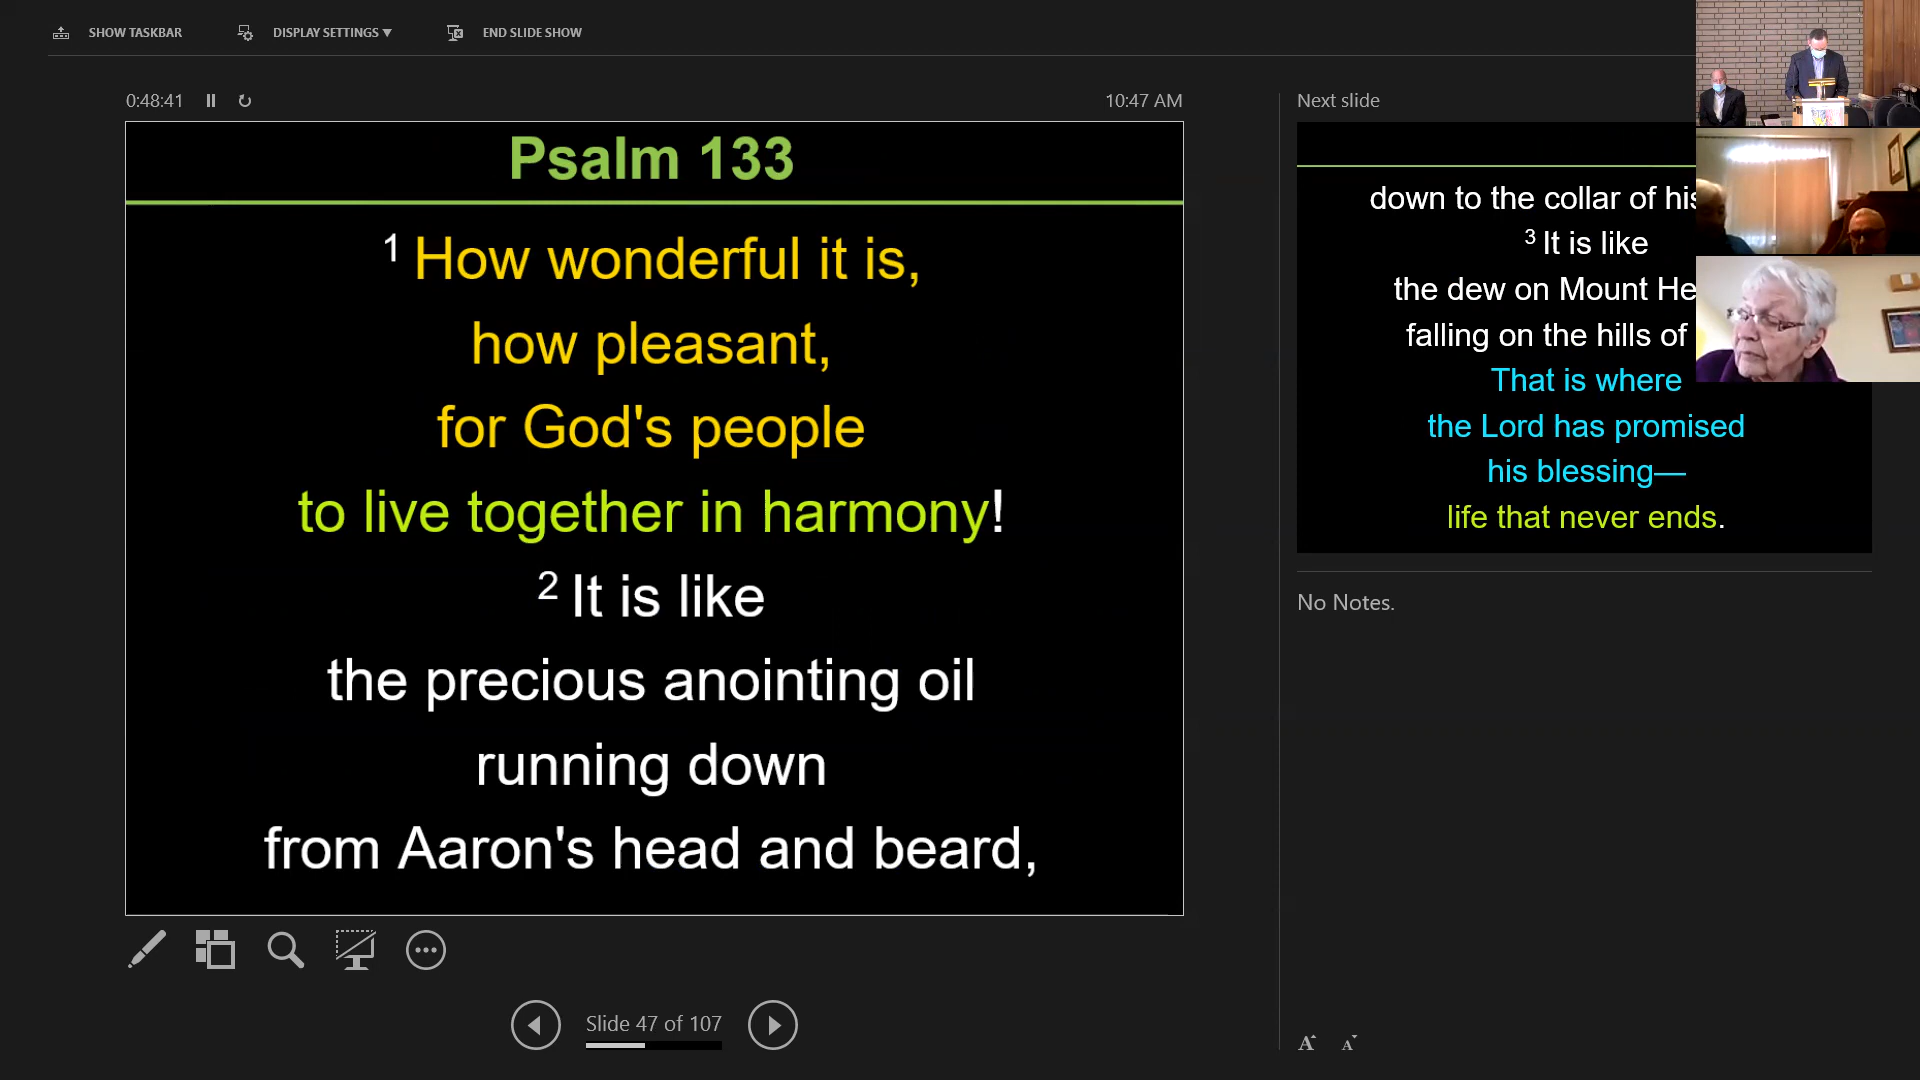 SHOW TASKBAR
DISPLAY SETTINGS ▼
END SLIDE SHOW
0:48:41
10:47 AM
Psalm 133
1 How wonderful it is,
how pleasant,
for God's people
to live together in harmony!
2 It is like
the precious anointing oil
running down
from Aaron's head and beard,
Slide 47 of 107
Next slide
down to the collar of
3 It is like
the dew on Mount
falling on the hills of
That is where
the Lord has promised
his blessing—
life that never ends.
No Notes.
A A